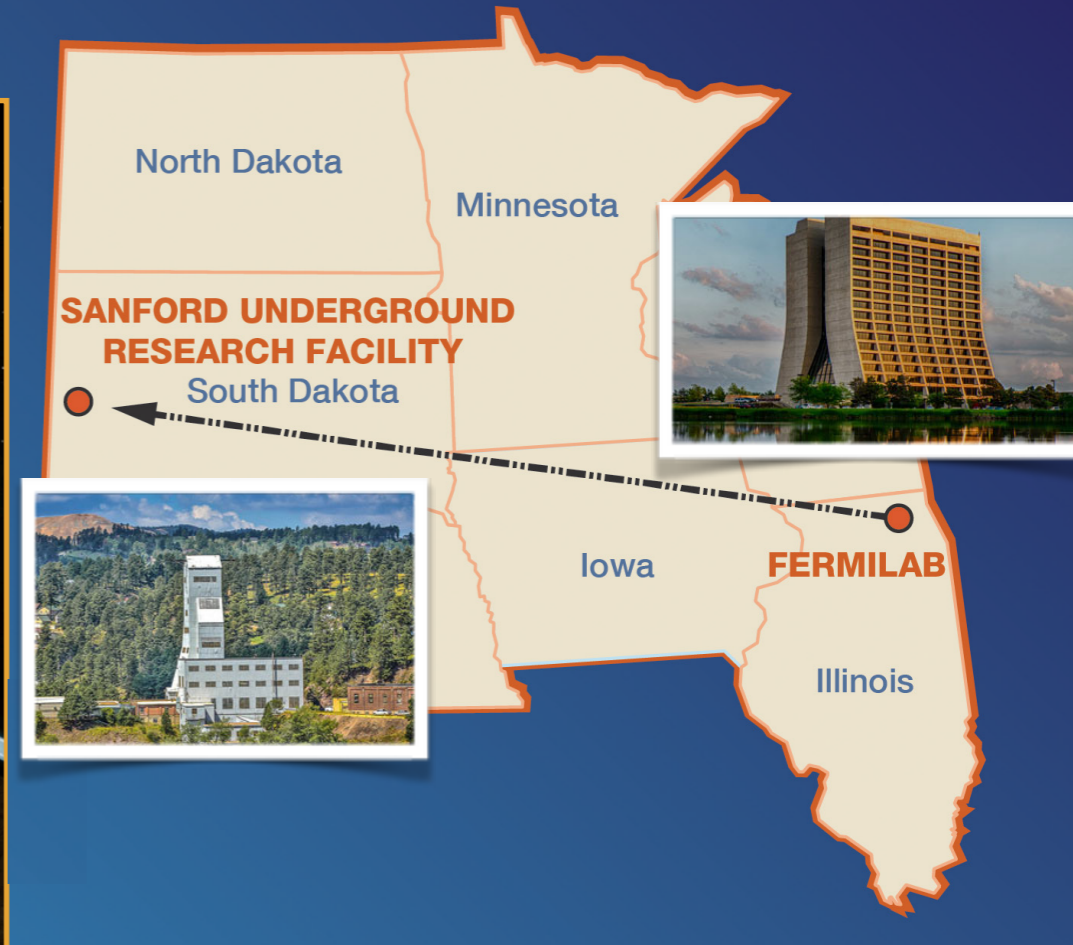 North Dakota
Minnesota
SANFORD UNDERGROUND
RESEARCH FACILITY
South Dakota
Iowa
FERMILAB
Illinois